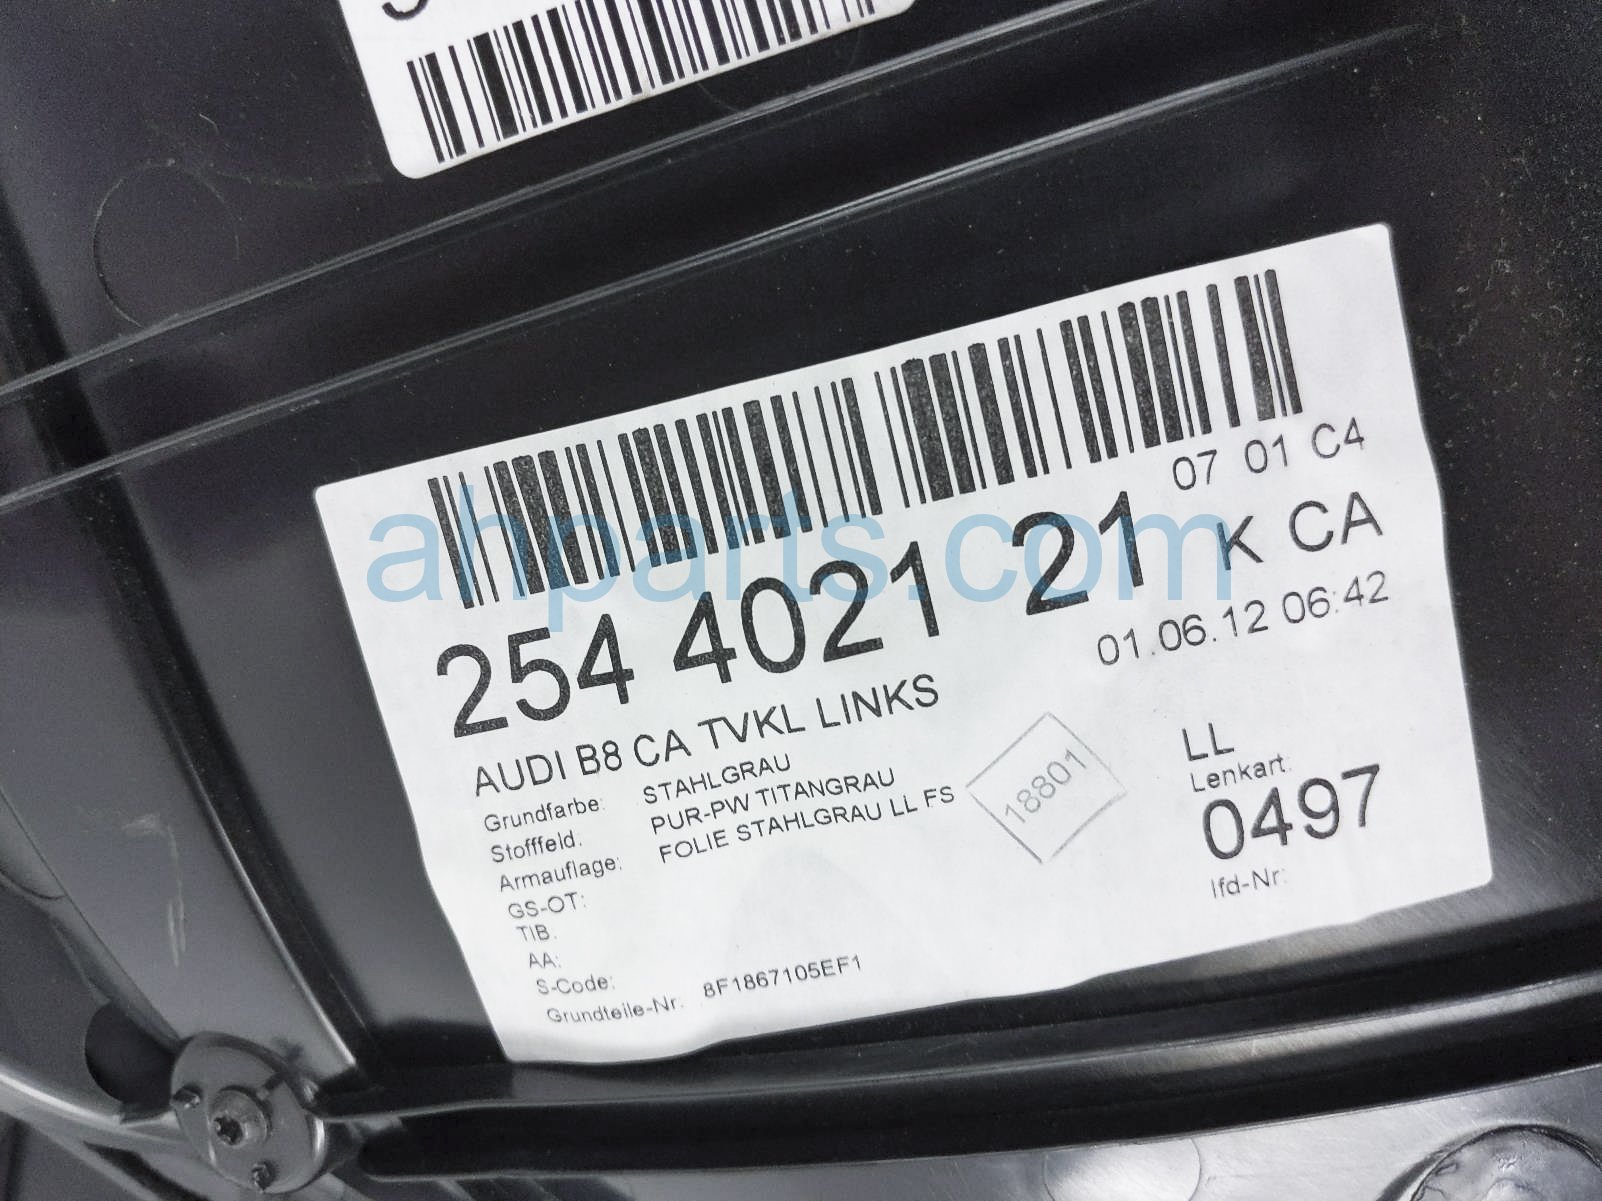 07 01 C4
254 4021 21 K CA
01.06.12 06:42
AUDI B8 CA TVKL LINKS
Grundfarbe: STAHLGRAU
Stofffeld: PUR-PW TITANGRAU
Armauflage: FOLIE STAHLGRAU LL FS
GS-OT:
TIB:
AA:
S-Code:
Grundteile-Nr: 8F1867105EF1
18801
LL
Lenkart:
0497
lfd-Nr:
ahparts.com